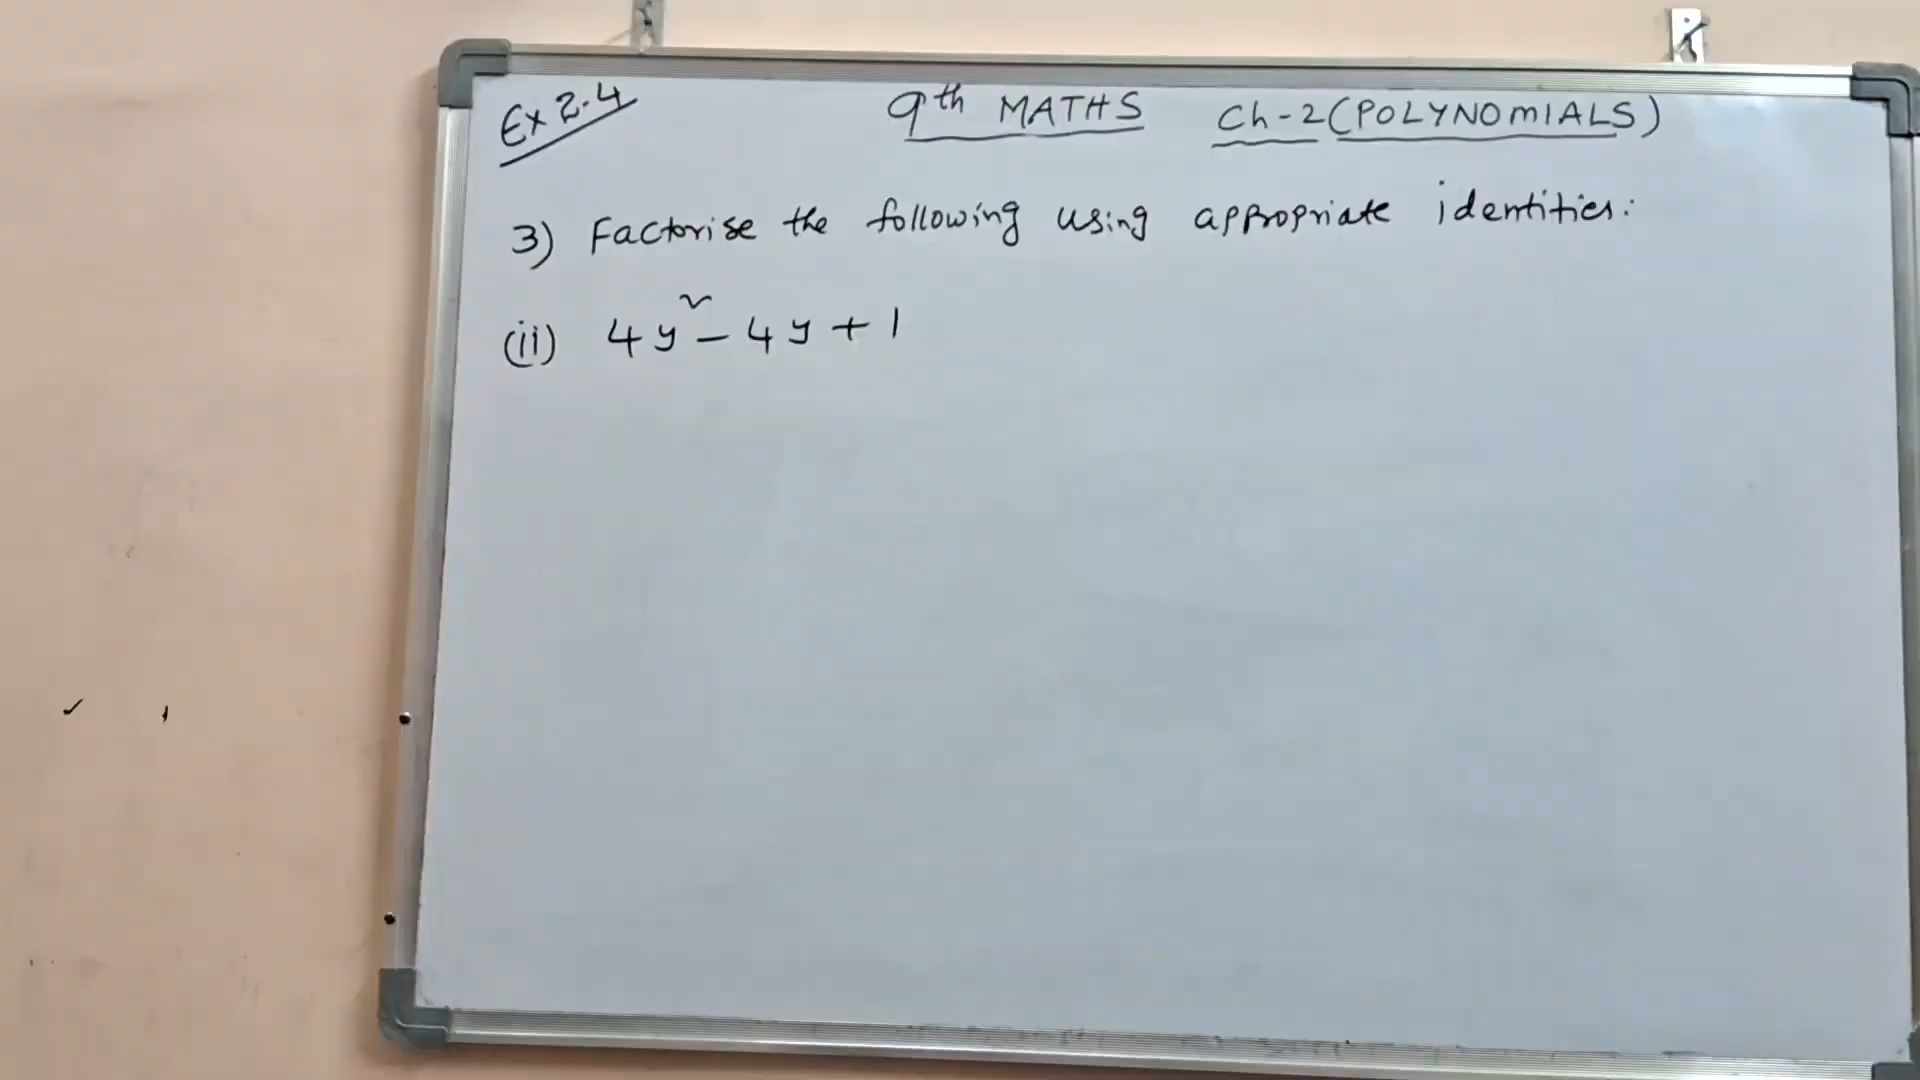 Ex 2.4
9th MATHS Ch-2 (POLYNOMIALS)
3) Factorise the following using appropriate identities:
(ii) 4y² - 4y + 1